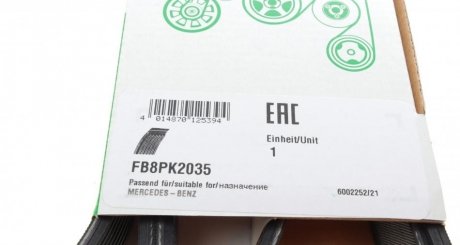 4 014870 125394
EAC
Einheit/Unit
1
FB8PK2035
Passend für/suitable for/назначение
MERCEDES-BENZ
6002252/21